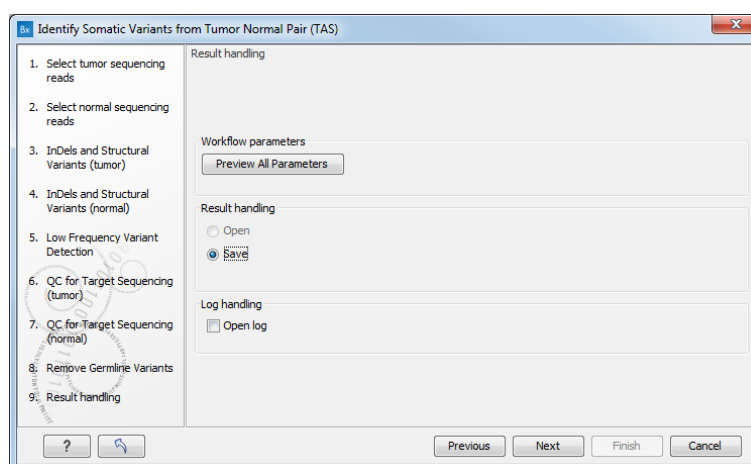 Bx Identify Somatic Variants from Tumor Normal Pair (TAS)
1. Select tumor sequencing
reads
2. Select normal sequencing
reads
3. InDels and Structural
Variants (tumor)
4. InDels and Structural
Variants (normal)
5. Low Frequency Variant
Detection
6. QC for Target Sequencing
(tumor)
7. QC for Target Sequencing
(normal)
8. Remove Germline Variants
9. Result handling
Result handling
Workflow parameters
Preview All Parameters
Result handling
Open
Save
Log handling
Open log
?
Previous
Next
Finish
Cancel